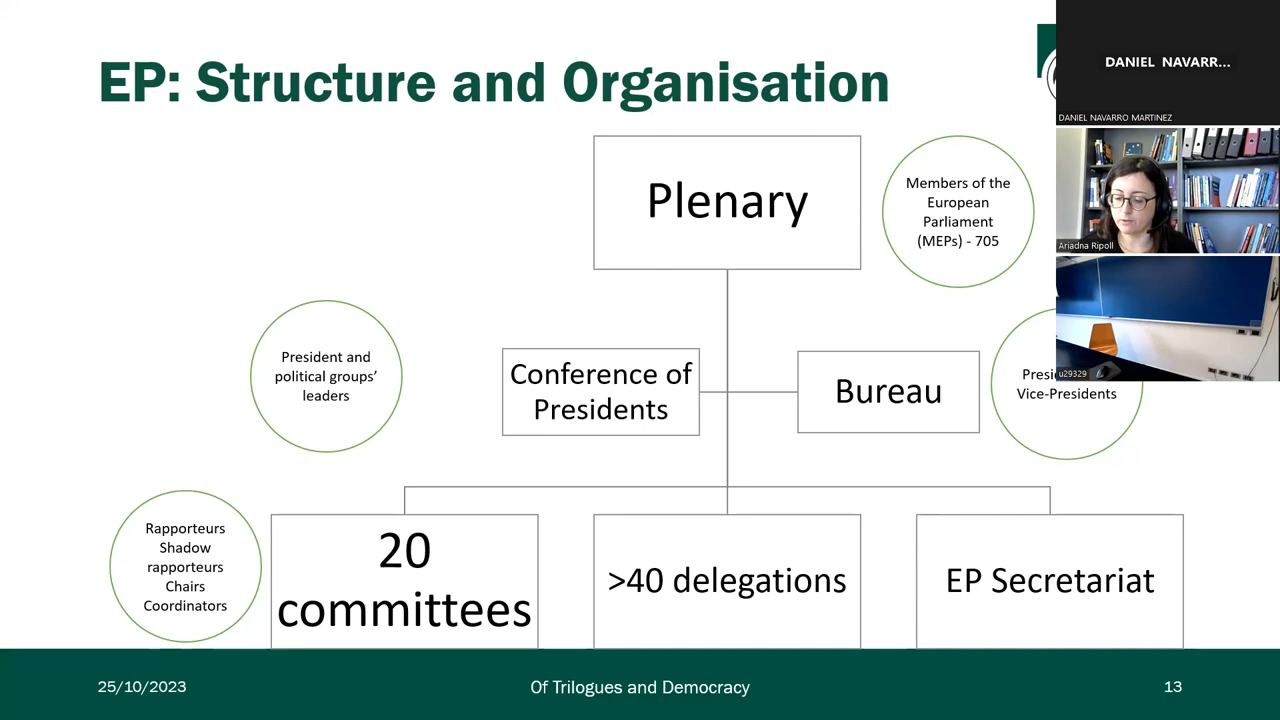 EP: Structure and Organisation
DANIEL NAVARR...
DANIEL NAVARRO MARTINEZ
Ariadna Ripoll
u29329
Plenary
Members of the
European
Parliament
(MEPs) - 705
President and
political groups’
leaders
Conference of
Presidents
Bureau
Vice-Presidents
Rapporteurs
Shadow
rapporteurs
Chairs
Coordinators
20
committees
>40 delegations
EP Secretariat
25/10/2023
Of Trilogues and Democracy
13